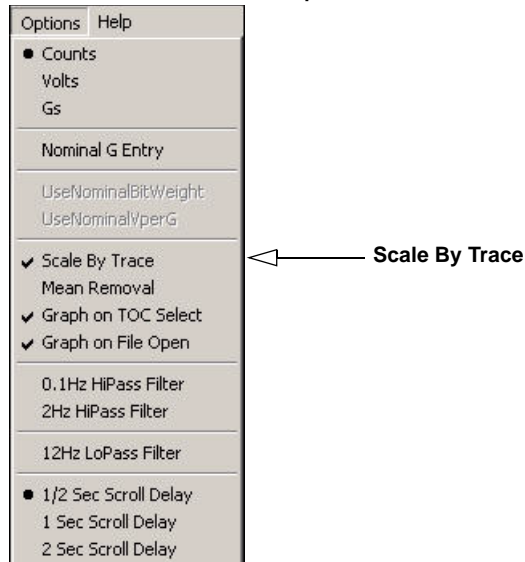 Options Help
Counts
Volts
Gs
Nominal G Entry
UseNominalBitWeight
UseNominalVperG
Scale By Trace
Scale By Trace
Mean Removal
Graph on TOC Select
Graph on File Open
0.1Hz HiPass Filter
2Hz HiPass Filter
12Hz LoPass Filter
1/2 Sec Scroll Delay
1 Sec Scroll Delay
2 Sec Scroll Delay